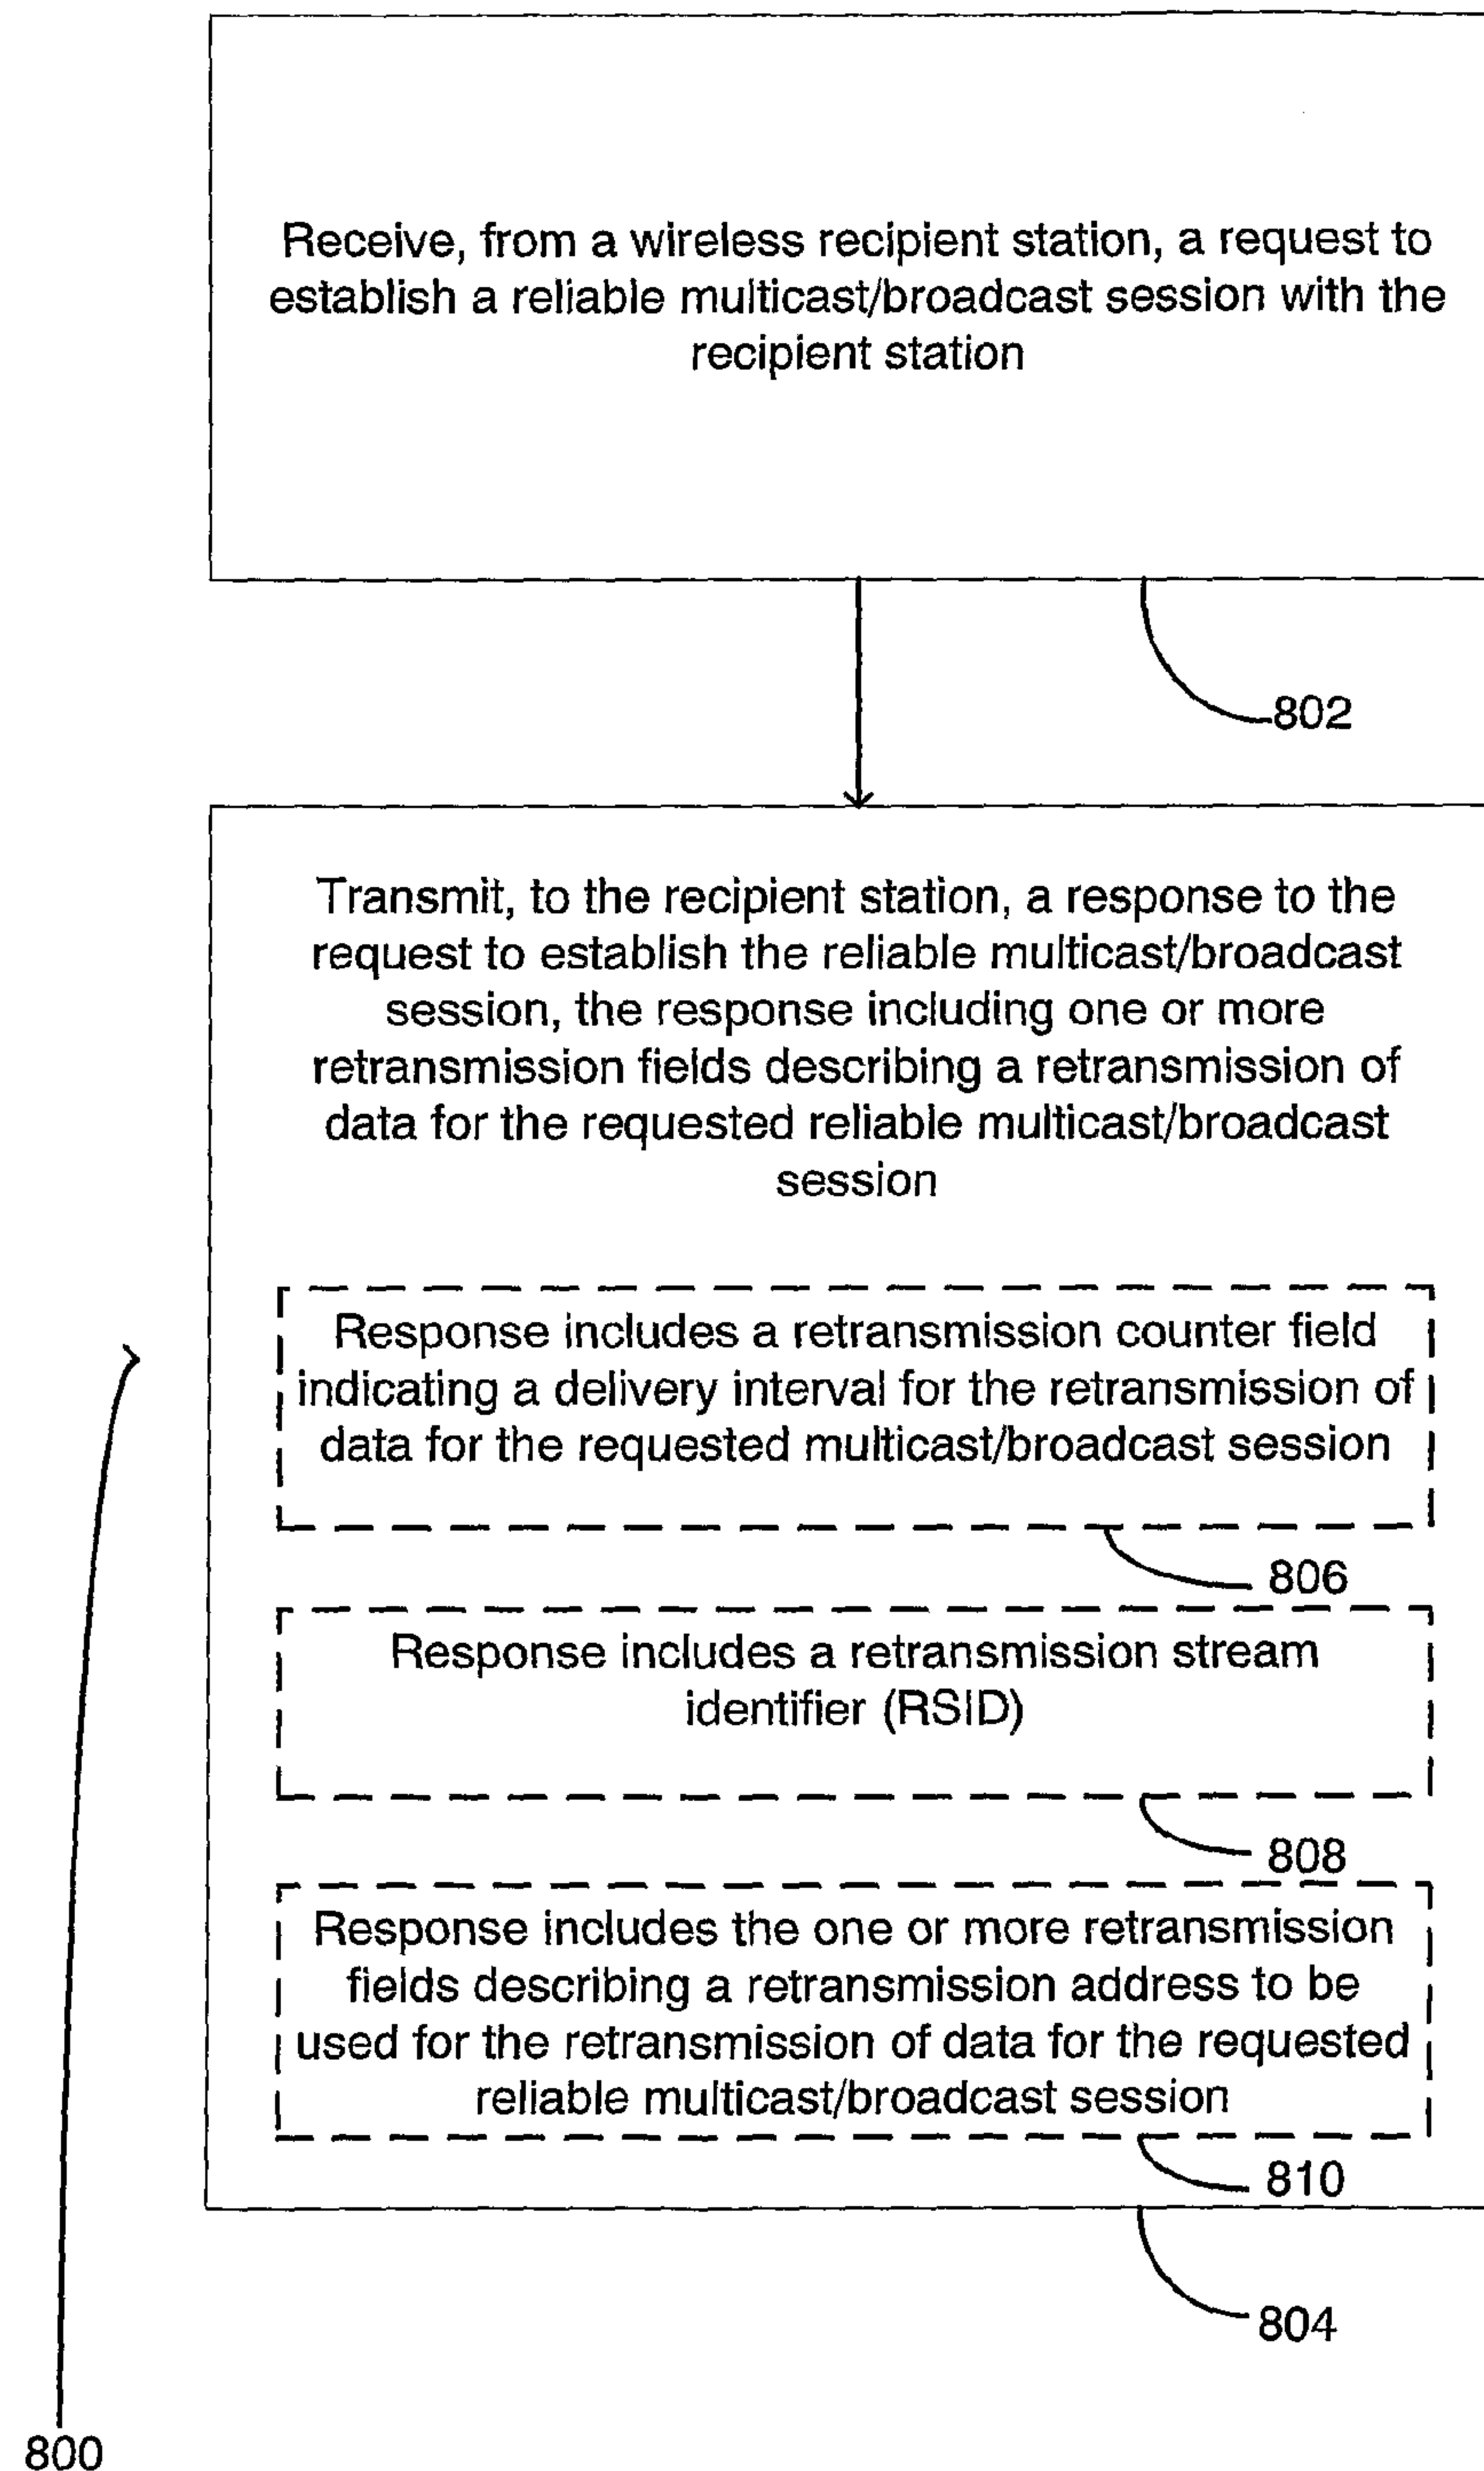 Receive, from a wireless recipient station, a request to
establish a reliable multicast/broadcast session with the
recipient station
802
Transmit, to the recipient station, a response to the
request to establish the reliable multicast/broadcast
session, the response including one or more
retransmission fields describing a retransmission of
data for the requested reliable multicast/broadcast
session
Response includes a retransmission counter field
indicating a delivery interval for the retransmission of
data for the requested multicast/broadcast session
806
Response includes a retransmission stream
identifier (RSID)
808
Response includes the one or more retransmission
fields describing a retransmission address to be
used for the retransmission of data for the requested
reliable multicast/broadcast session
810
804
800